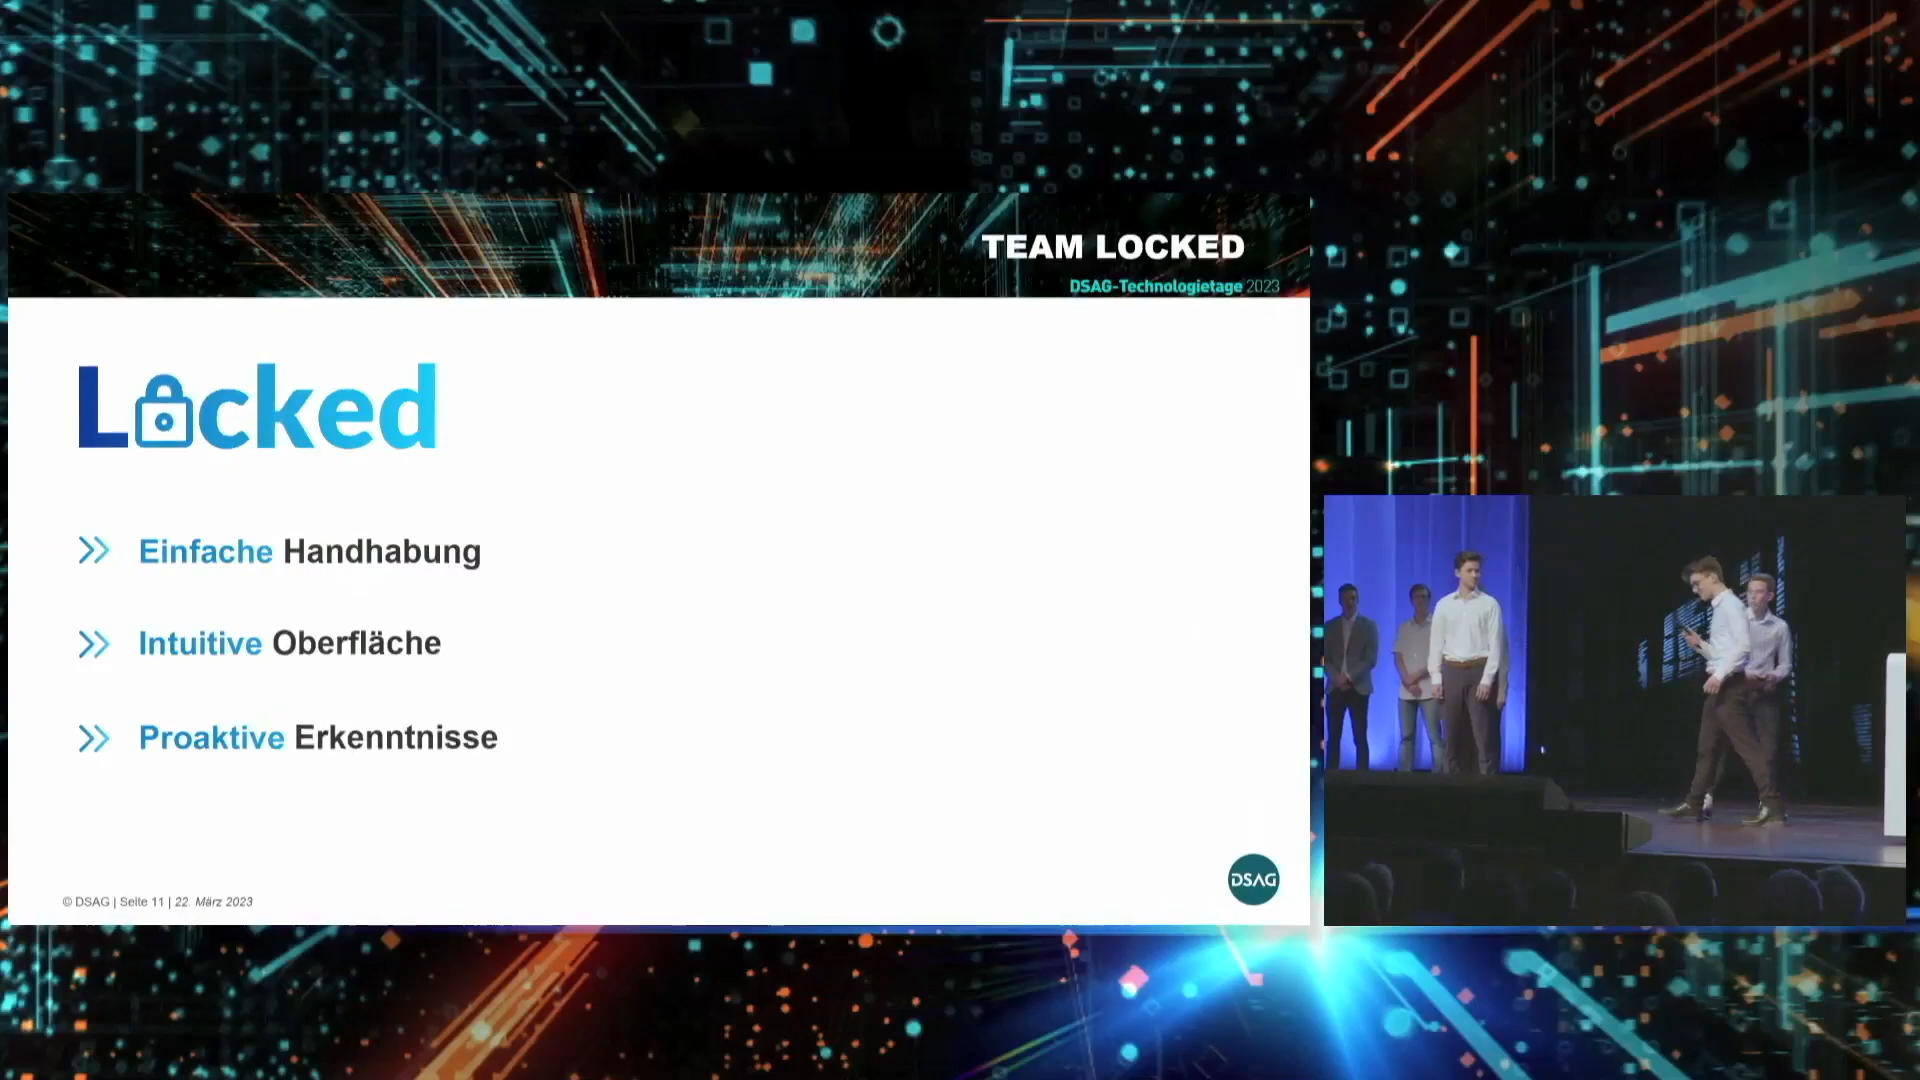 TEAM LOCKED
DSAG-Technologietage 2023
Locked
Einfache Handhabung
Intuitive Oberfläche
Proaktive Erkenntnisse
© DSAG | Seite 11 | 22. März 2023
DSAG